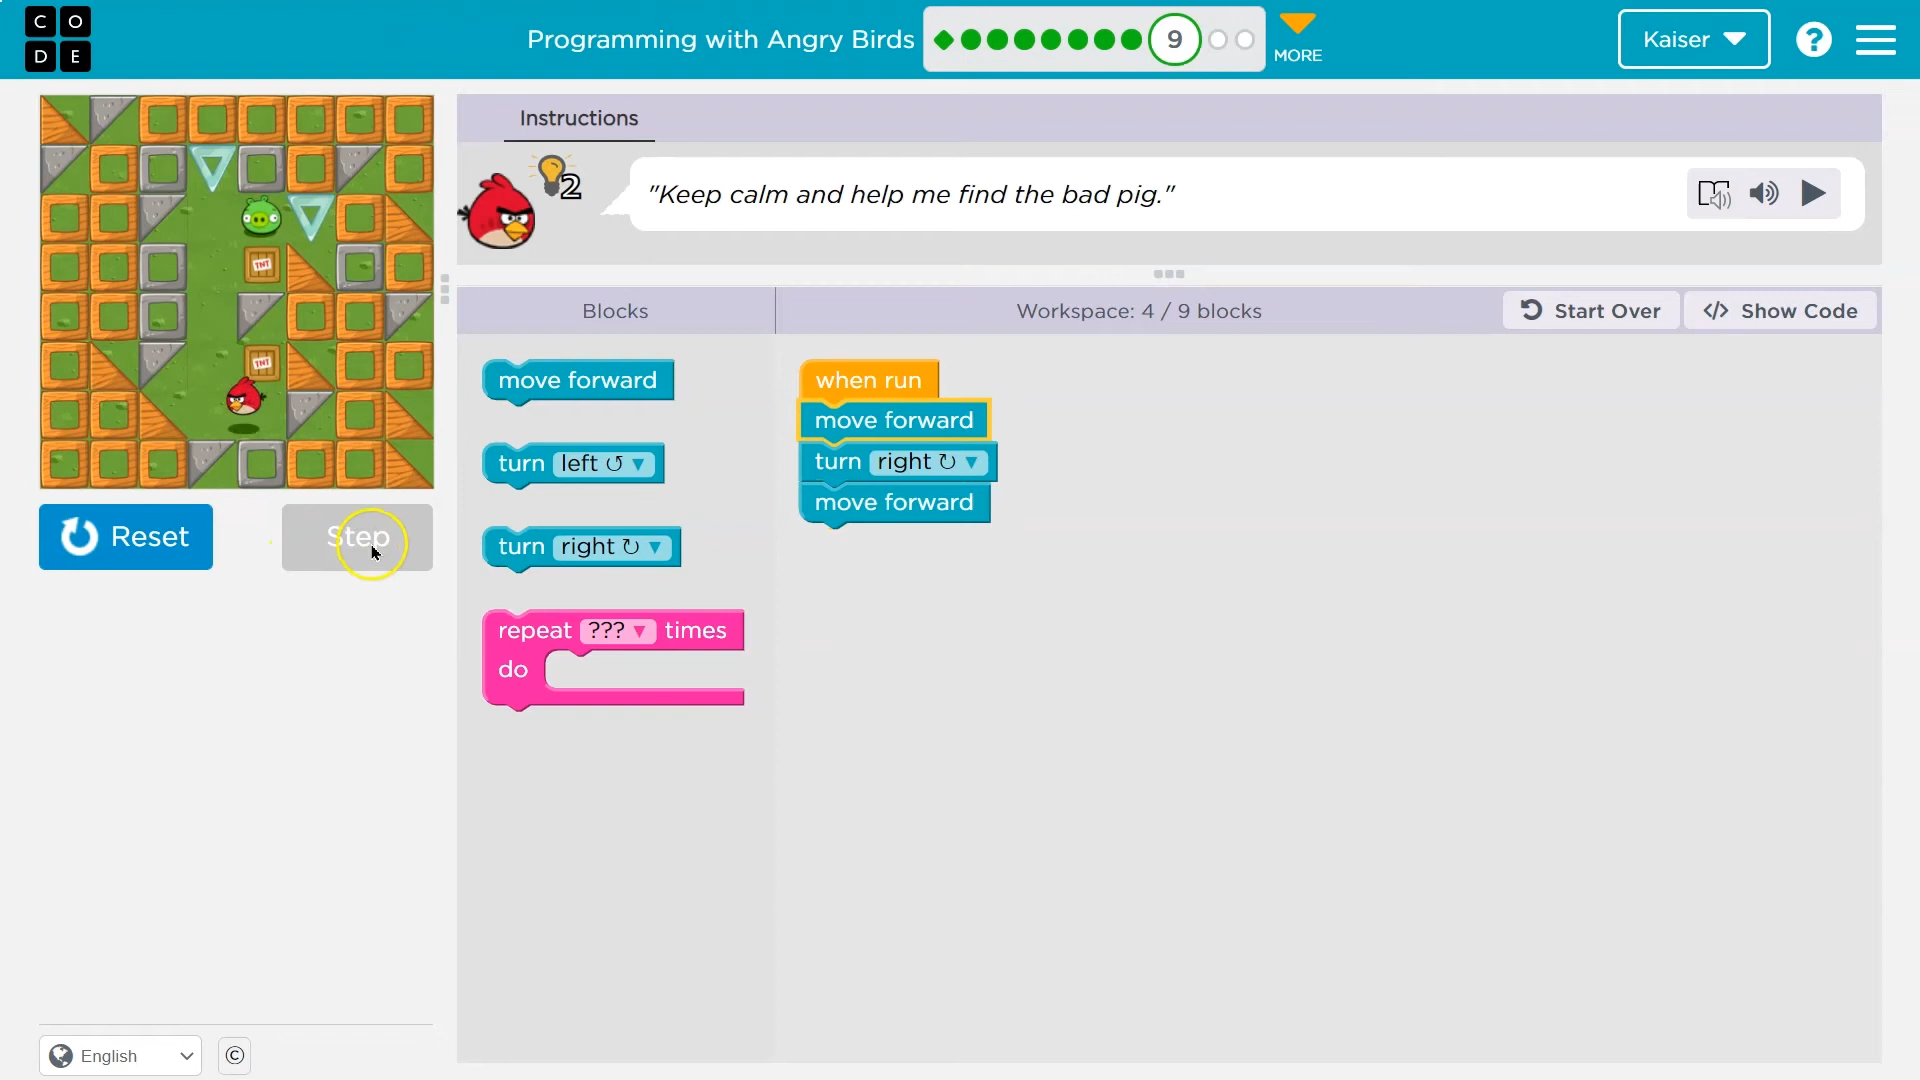 C O
D E
Programming with Angry Birds
9
MORE
Kaiser
?
Instructions
2
"Keep calm and help me find the bad pig."
Blocks
Workspace: 4 / 9 blocks
Start Over
</> Show Code
move forward
turn left ↺ ▼
turn right ↻ ▼
repeat ??? ▼ times
do
when run
move forward
turn right ↻ ▼
move forward
TNT
TNT
Reset
Step
English
©